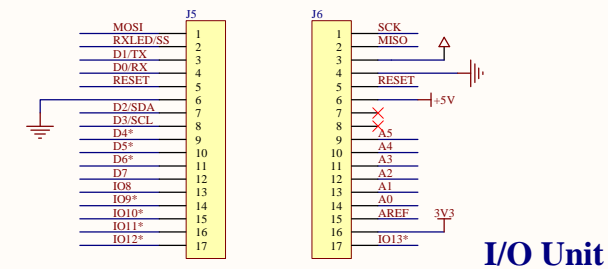 J5
MOSI 1
RXLED/SS 2
D1/TX 3
D0/RX 4
RESET 5
6
D2/SDA 7
D3/SCL 8
D4* 9
D5* 10
D6* 11
D7 12
IO8 13
IO9* 14
IO10* 15
IO11* 16
IO12* 17
J6
1 SCK
2 MISO
3
4
5 RESET
6 +5V
7
8
9 A5
10 A4
11 A3
12 A2
13 A1
14 A0
15 AREF 3V3
16
17 IO13*
I/O Unit